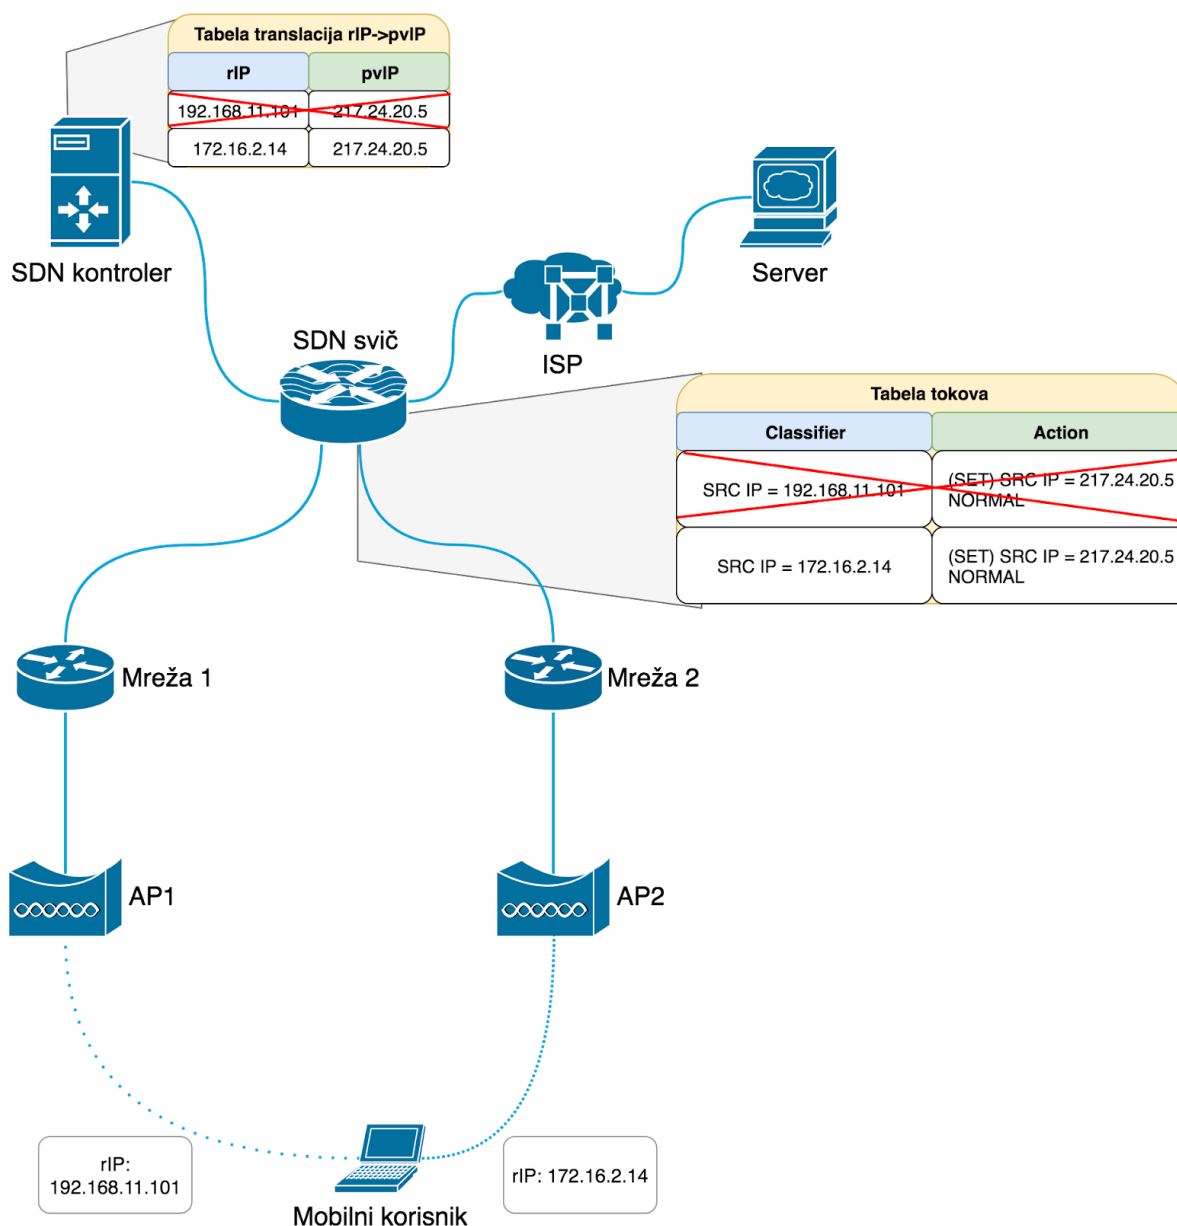 Tabela translacija rIP->pvIP
rIP pvIP
192.168.11.101 217.24.20.5
172.16.2.14 217.24.20.5
SDN kontroler
Server
ISP
SDN svič
Tabela tokova
Classifier Action
SRC IP = 192.168.11.101 (SET) SRC IP = 217.24.20.5
NORMAL
SRC IP = 172.16.2.14 (SET) SRC IP = 217.24.20.5
NORMAL
Mreža 1
Mreža 2
AP1
AP2
rIP:
192.168.11.101
rIP: 172.16.2.14
Mobilni korisnik